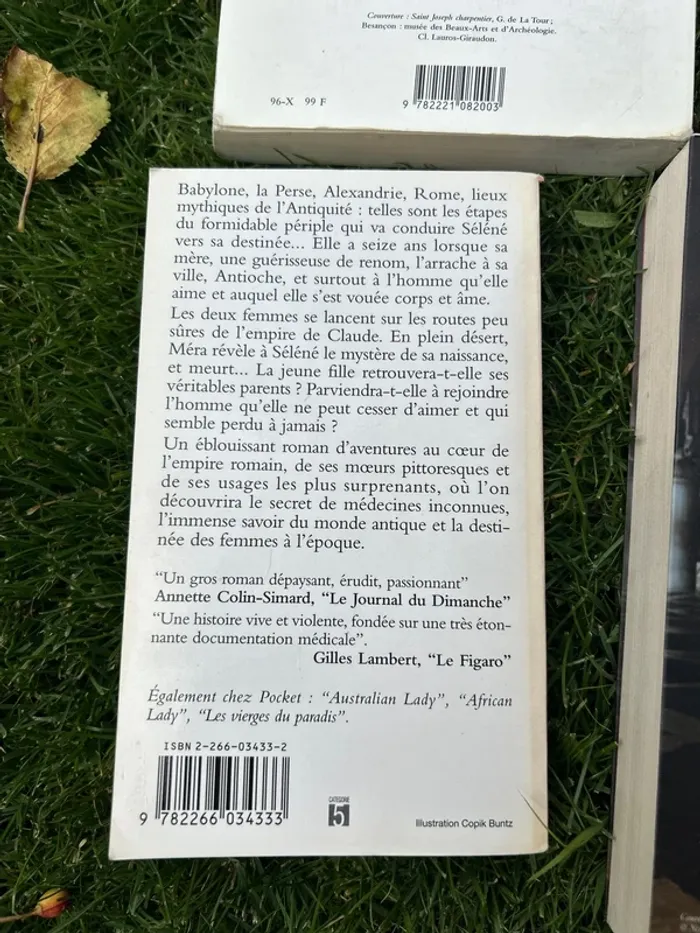 Couverture : Saint Joseph charpentier, G. de La Tour ;
Besançon : musée des Beaux-Arts et d'Archéologie.
Cl. Lauros-Giraudon.
96-X 99 F
9 782221 082003
Babylone, la Perse, Alexandrie, Rome, lieux
mythiques de l'Antiquité : telles sont les étapes
du formidable périple qui va conduire Séléné
vers sa destinée... Elle a seize ans lorsque sa
mère, une guérisseuse de renom, l'arrache à sa
ville, Antioche, et surtout à l'homme qu'elle
aime et auquel elle s'est vouée corps et âme.
Les deux femmes se lancent sur les routes peu
sûres de l'empire de Claude. En plein désert,
Méra révèle à Séléné le mystère de sa naissance,
et meurt... La jeune fille retrouvera-t-elle ses
véritables parents ? Parviendra-t-elle à rejoindre
l'homme qu'elle ne peut cesser d'aimer et qui
semble perdu à jamais ?
Un éblouissant roman d'aventures au cœur de
l'empire romain, de ses mœurs pittoresques et
de ses usages les plus surprenants, où l'on
découvrira le secret de médecines inconnues,
l'immense savoir du monde antique et la desti-
née des femmes à l'époque.
"Un gros roman dépaysant, érudit, passionnant"
Annette Colin-Simard, "Le Journal du Dimanche"
"Une histoire vive et violente, fondée sur une très éton-
nante documentation médicale".
Gilles Lambert, "Le Figaro"
Également chez Pocket : "Australian Lady", "African
Lady", "Les vierges du paradis".
ISBN 2-266-03433-2
9 782266 034333
CATÉGORIE
5
Illustration Copik Buntz